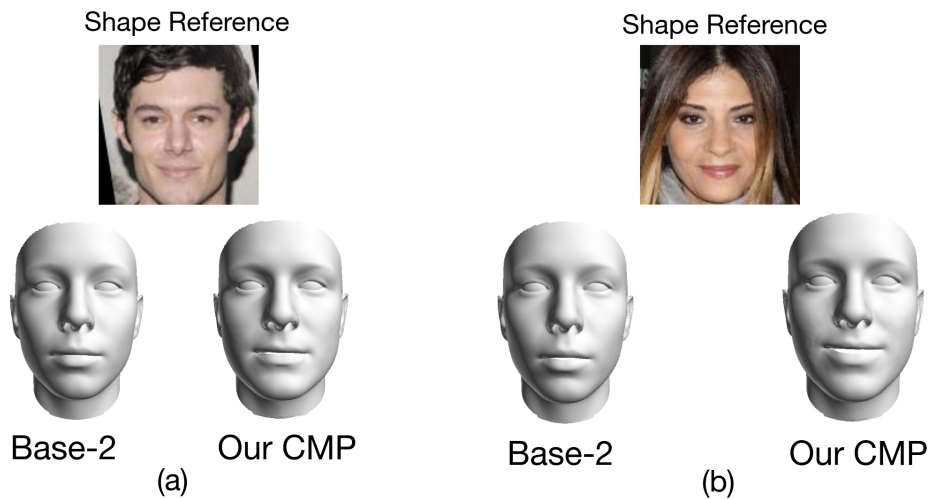 Shape Reference
Shape Reference
Base-2
Our CMP
Base-2
Our CMP
(a)
(b)